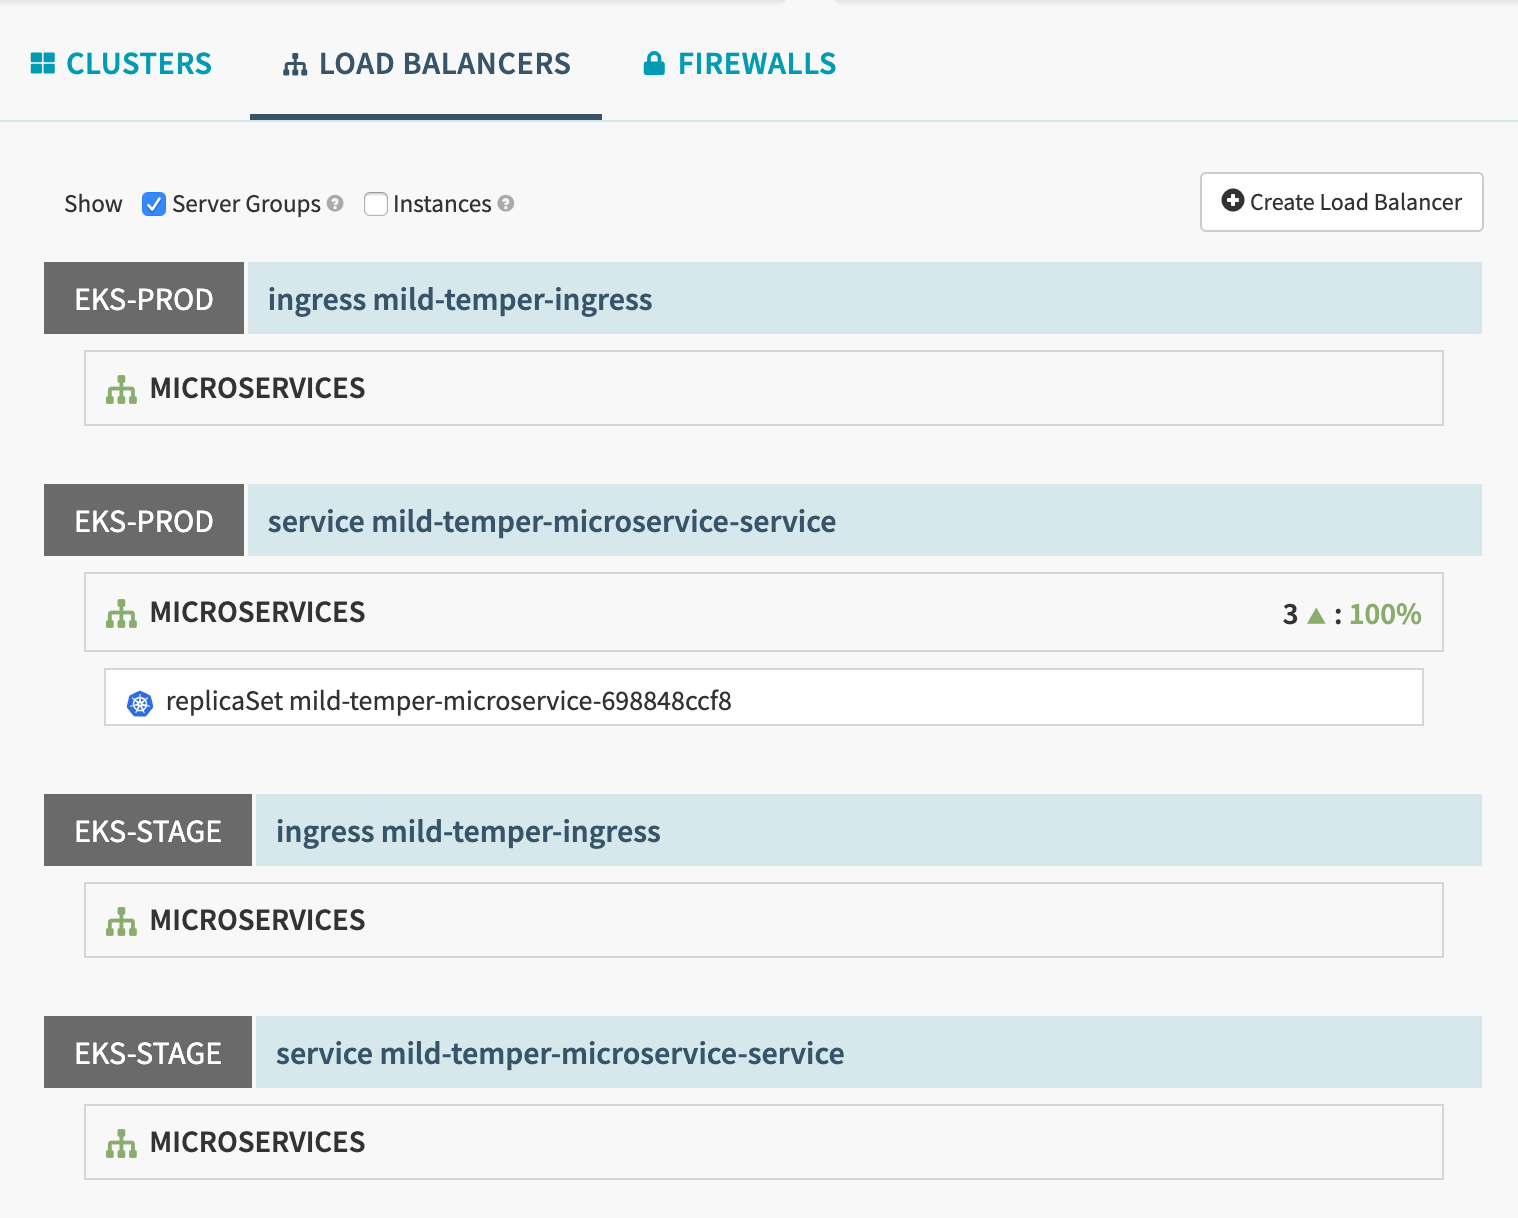 CLUSTERS LOAD BALANCERS FIREWALLS
Show Server Groups Instances Create Load Balancer
EKS-PROD ingress mild-temper-ingress
MICROSERVICES
EKS-PROD service mild-temper-microservice-service
MICROSERVICES 3 ▲ : 100%
replicaSet mild-temper-microservice-698848ccf8
EKS-STAGE ingress mild-temper-ingress
MICROSERVICES
EKS-STAGE service mild-temper-microservice-service
MICROSERVICES